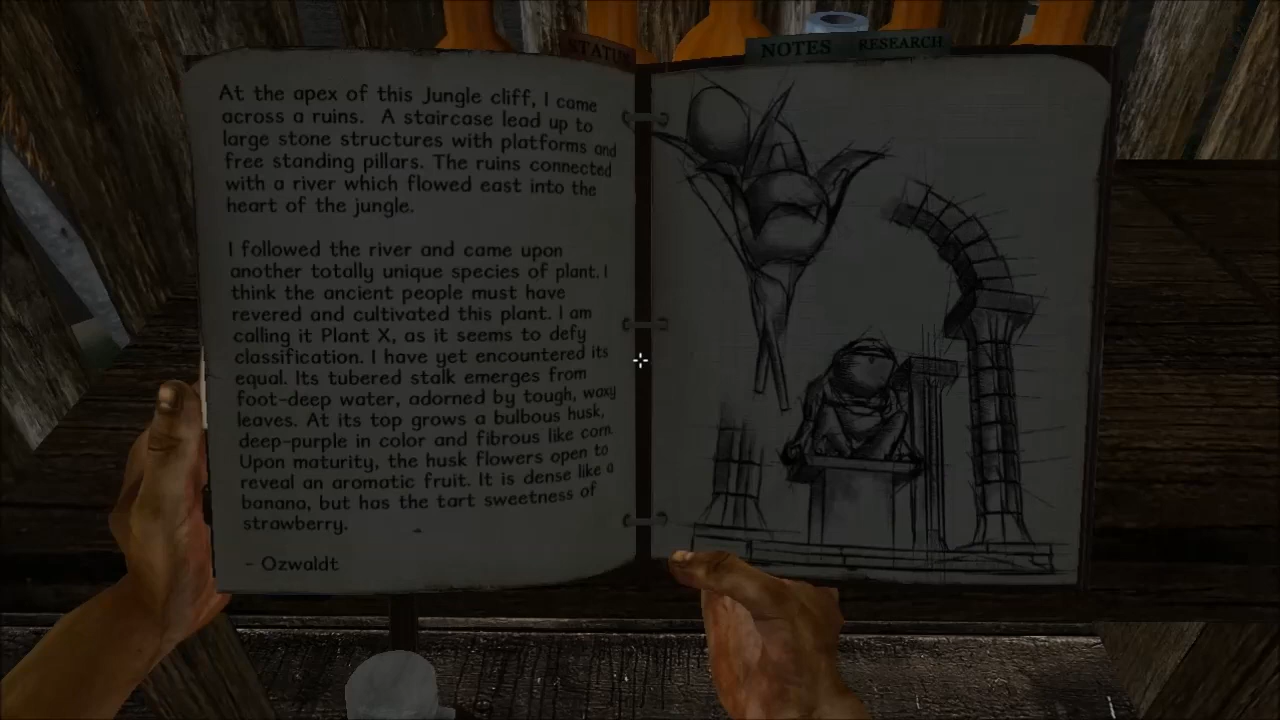 STATUS
NOTES
RESEARCH
At the apex of this Jungle cliff, I came
across a ruins. A staircase lead up to
large stone structures with platforms and
free standing pillars. The ruins connected
with a river which flowed east into the
heart of the jungle.
I followed the river and came upon
another totally unique species of plant. I
think the ancient people must have
revered and cultivated this plant. I am
calling it Plant X, as it seems to defy
classification. I have yet encountered its
equal. Its tubered stalk emerges from
foot-deep water, adorned by tough, waxy
leaves. At its top grows a bulbous husk,
deep-purple in color and fibrous like corn.
Upon maturity, the husk flowers open to
reveal an aromatic fruit. It is dense like a
banana, but has the tart sweetness of
strawberry.
- Ozwaldt